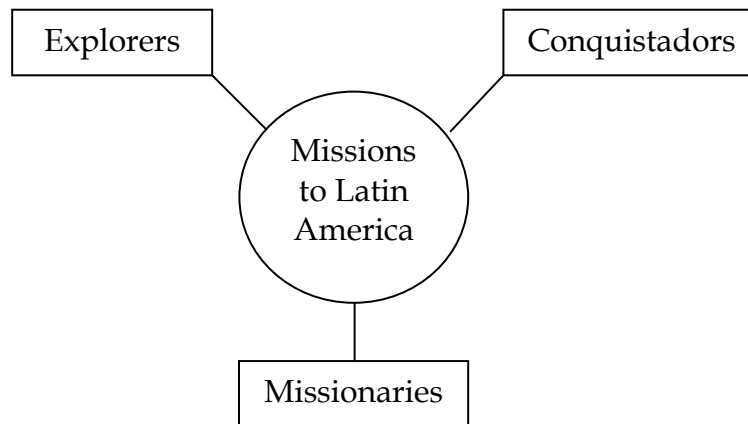 Explorers
Conquistadors
Missions
to Latin
America
Missionaries